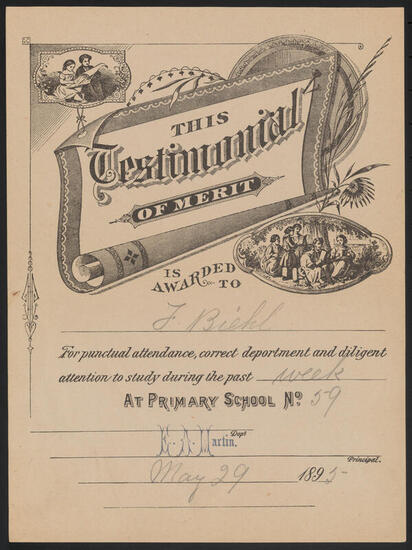 THIS
Testimonial
OF MERIT
IS
AWARDED
TO
F. Biehl
For punctual attendance, correct deportment and diligent
attention to study during the past week
AT PRIMARY SCHOOL No. 59
Dept
E. A. Martin.
Principal.
May 29 1895